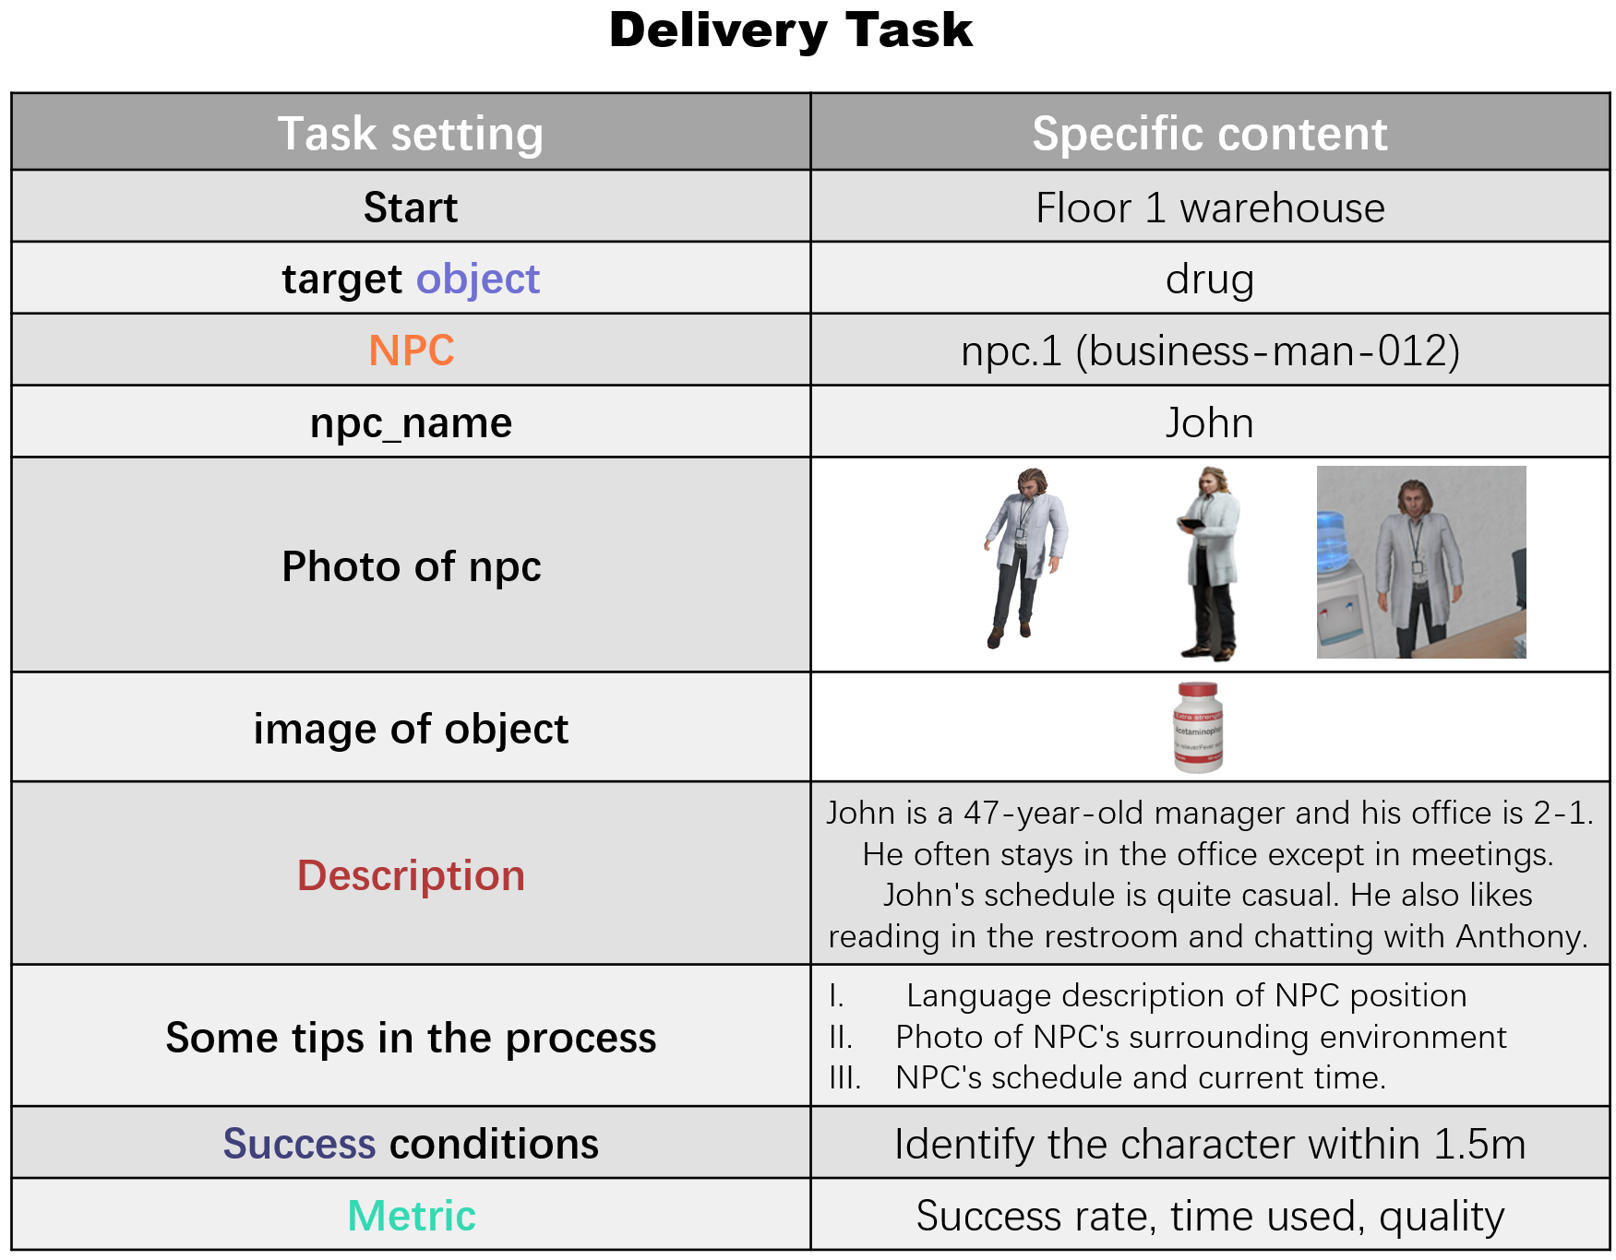 Delivery Task
Task setting
Specific content
Start
Floor 1 warehouse
target object
drug
NPC
npc.1 (business-man-012)
npc_name
John
Photo of npc
image of object
Extra strength
Acetaminophen
reliever/Fever
Description
John is a 47-year-old manager and his office is 2-1.
He often stays in the office except in meetings.
John's schedule is quite casual. He also likes
reading in the restroom and chatting with Anthony.
Some tips in the process
I. Language description of NPC position
II. Photo of NPC's surrounding environment
III. NPC's schedule and current time.
Success conditions
Identify the character within 1.5m
Metric
Success rate, time used, quality